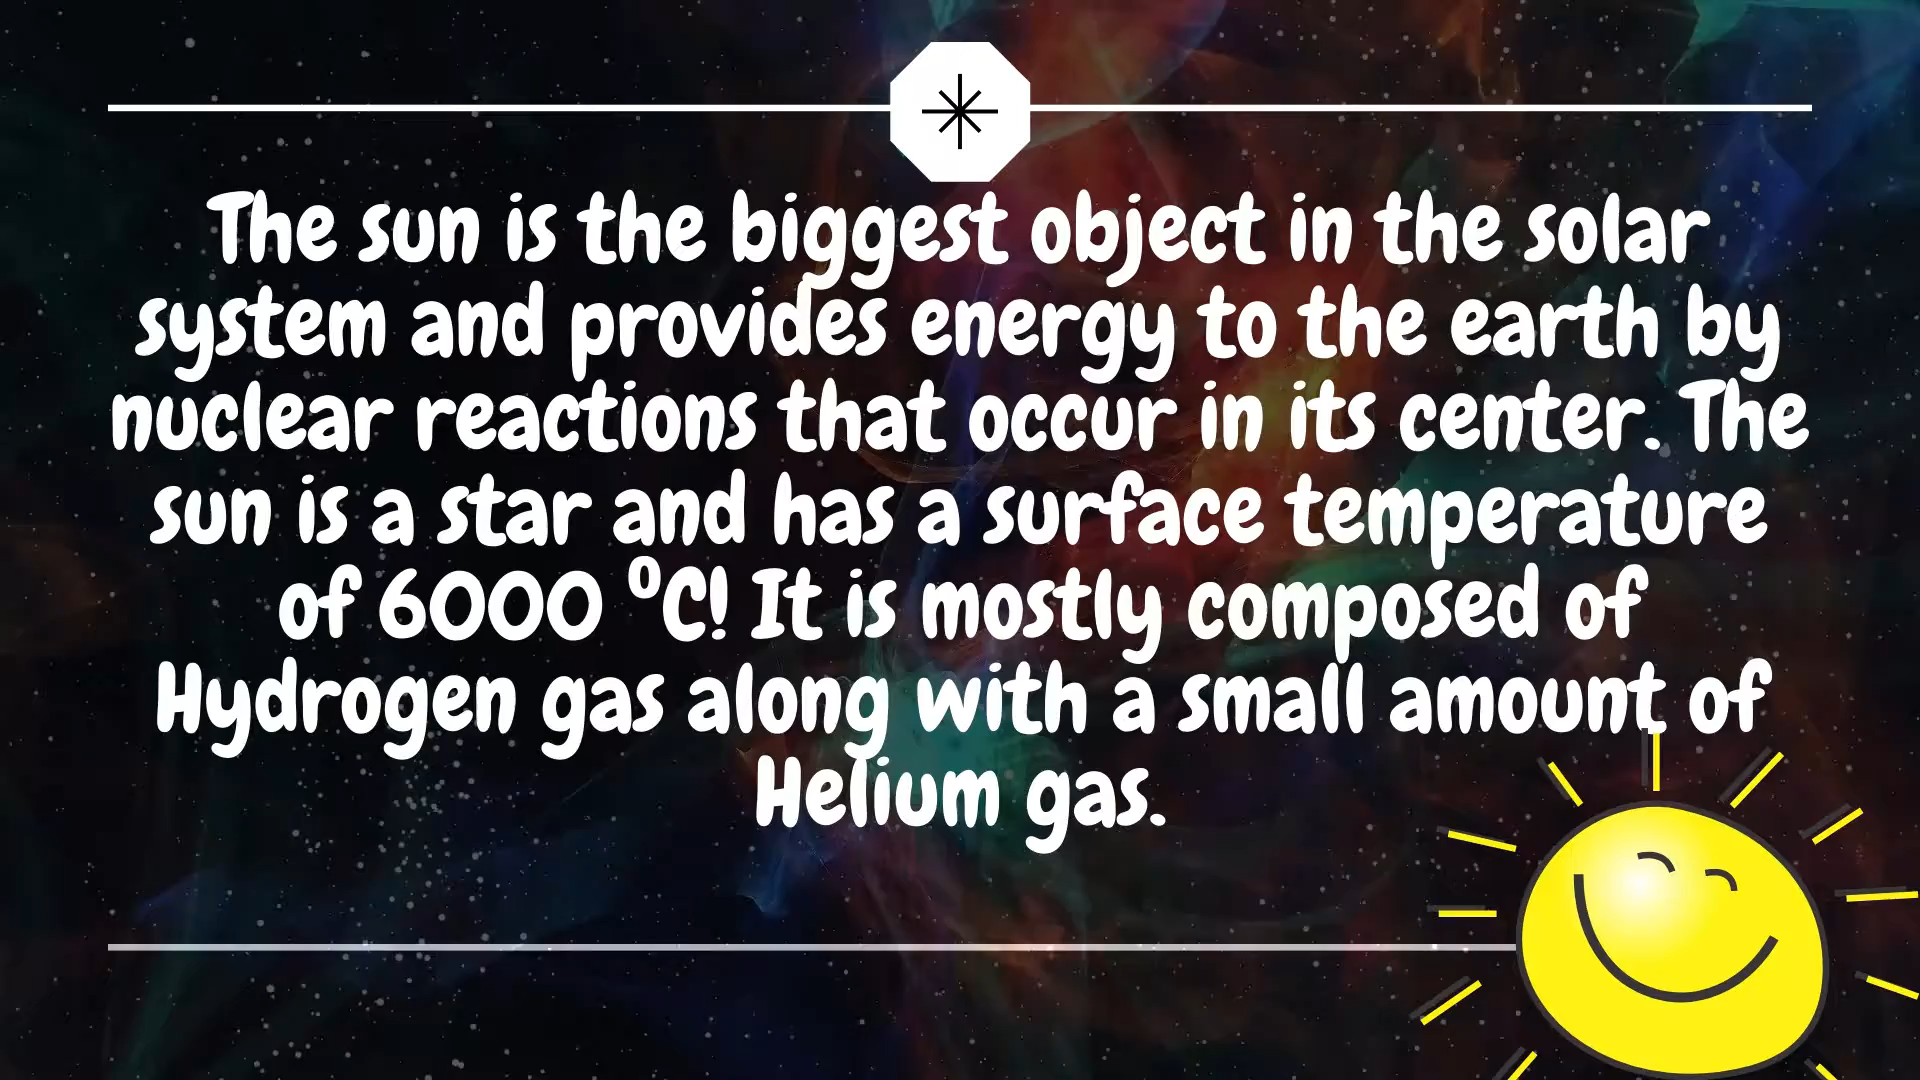 The sun is the biggest object in the solar
system and provides energy to the earth by
nuclear reactions that occur in its center. The
sun is a star and has a surface temperature
of 6000 ºC! It is mostly composed of
Hydrogen gas along with a small amount of
Helium gas.